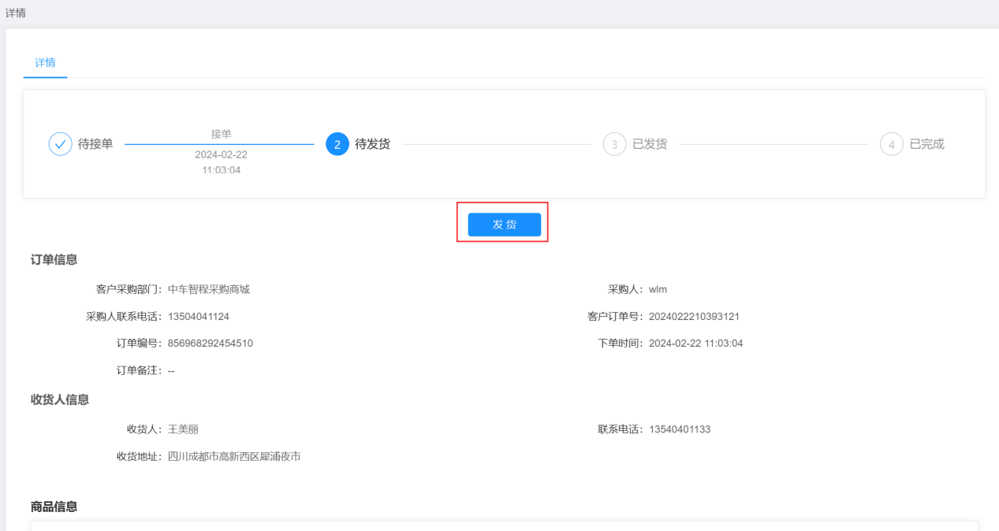 详情
详情
待接单
接单
2024-02-22
11:03:04
2 待发货
3 已发货
4 已完成
发 货
订单信息
客户采购部门: 中车智程采购商城 采购人: wlm
采购人联系电话: 13504041124 客户订单号: 2024022210393121
订单编号: 856968292454510 下单时间: 2024-02-22 11:03:04
订单备注: --
收货人信息
收货人: 王美丽 联系电话: 13540401133
收货地址: 四川成都市高新西区犀浦夜市
商品信息